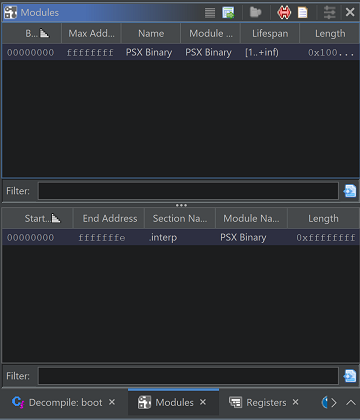 Modules
B... Max Add... Name Module ... Lifespan Length
00000000 ffffffff PSX Binary PSX Binary [1..+inf) 0x100...
Filter:
Start... End Address Section Na... Module Na... Length
00000000 fffffffe .interp PSX Binary 0xffffffff
Filter:
Decompile: boot × Modules × Registers ×